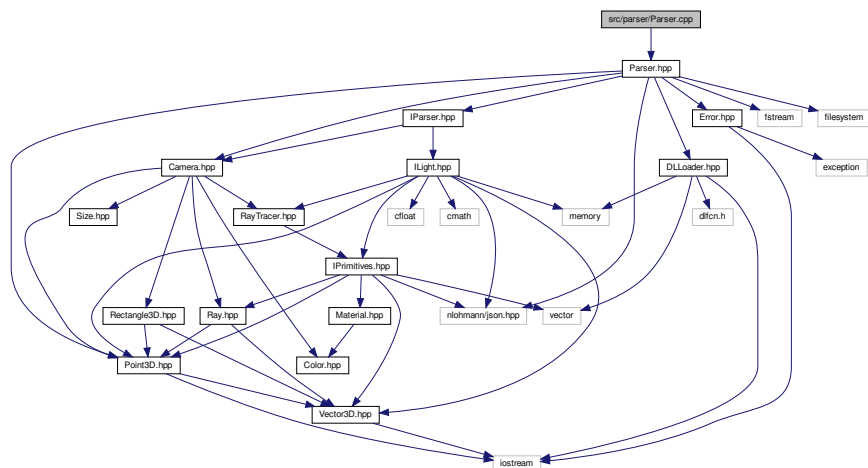 src/parser/Parser.cpp
Parser.hpp
IParser.hpp
Error.hpp
fstream
filesystem
Camera.hpp
ILight.hpp
DLLoader.hpp
exception
Size.hpp
RayTracer.hpp
cfloat
cmath
memory
dlfcn.h
IPrimitives.hpp
Rectangle3D.hpp
Ray.hpp
Material.hpp
nlohmann/json.hpp
vector
Point3D.hpp
Color.hpp
Vector3D.hpp
iostream